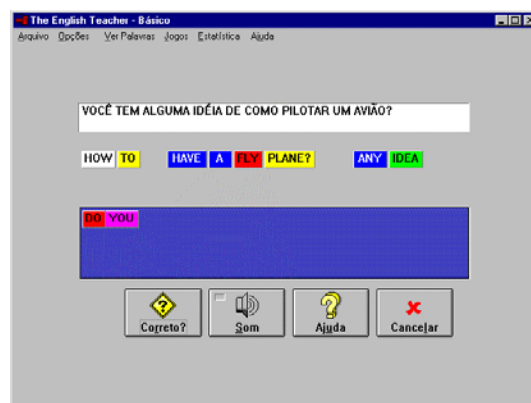 The English Teacher - Básico
Arquivo Opções Ver Palavras Jogos Estatística Ajuda
VOCÊ TEM ALGUMA IDÉIA DE COMO PILOTAR UM AVIÃO?
HOW TO HAVE A FLY PLANE? ANY IDEA
DO YOU
Correto? Som Ajuda Cancelar